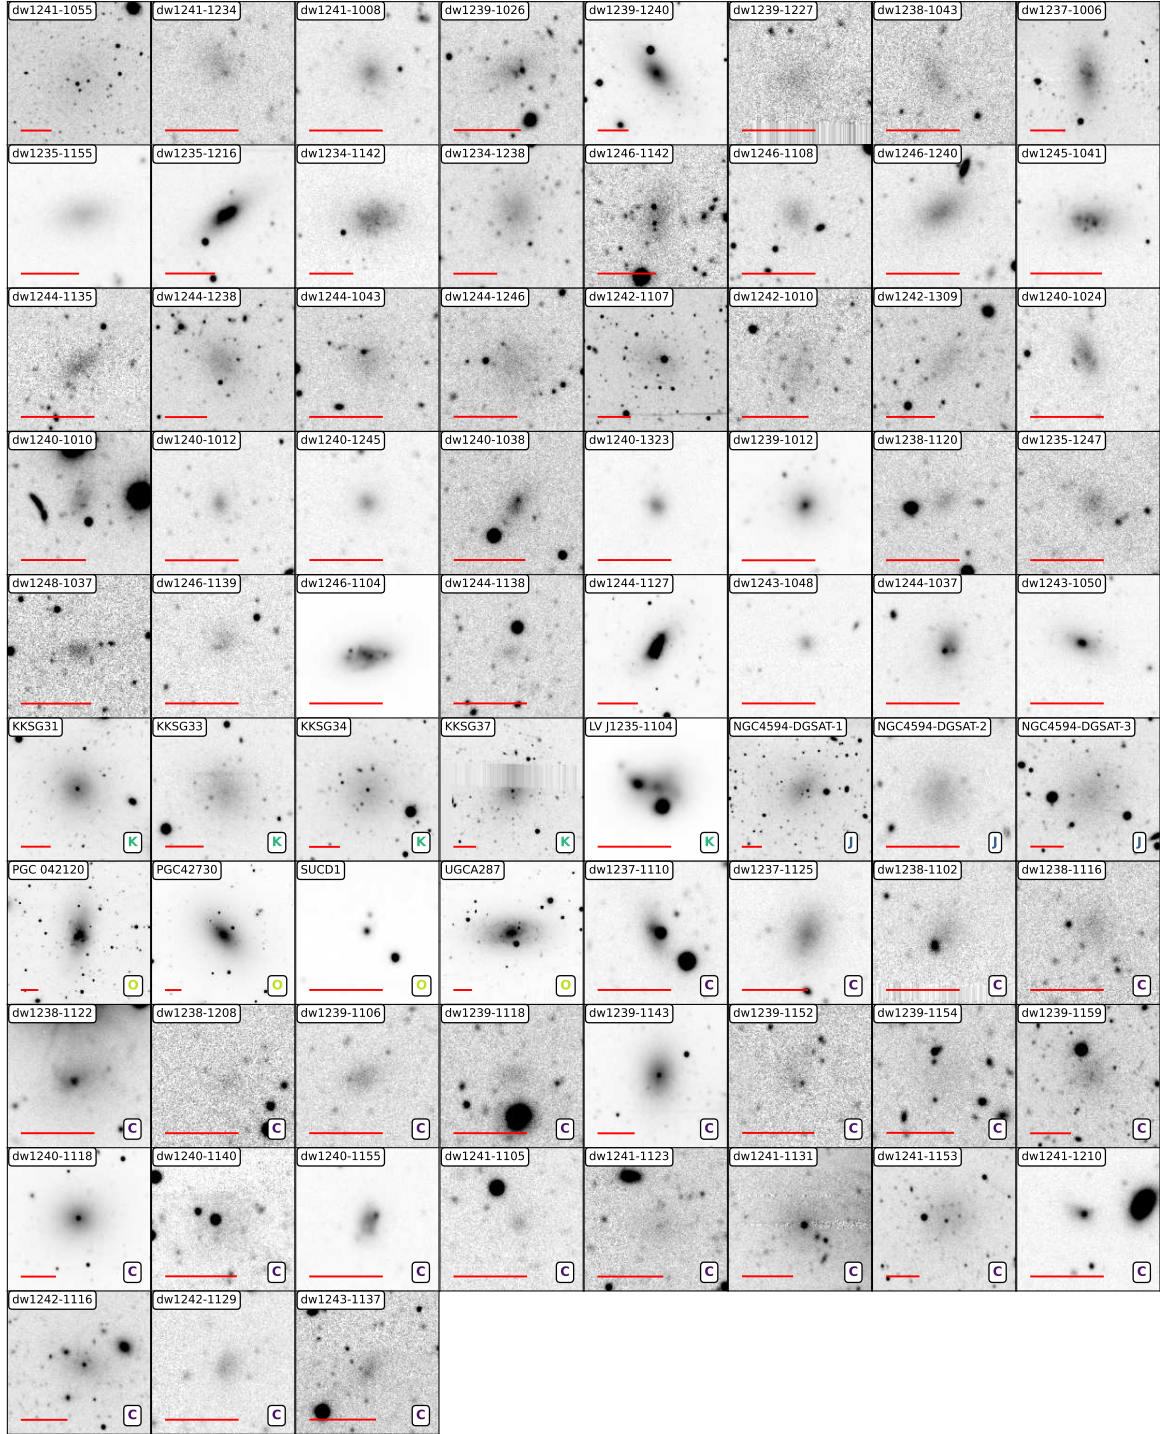 dw1241-1055 dw1241-1234 dw1241-1008 dw1239-1026 dw1239-1240 dw1239-1227 dw1238-1043 dw1237-1006
dw1235-1155 dw1235-1216 dw1234-1142 dw1234-1238 dw1246-1142 dw1246-1108 dw1246-1240 dw1245-1041
dw1244-1135 dw1244-1238 dw1244-1043 dw1244-1246 dw1242-1107 dw1242-1010 dw1242-1309 dw1240-1024
dw1240-1010 dw1240-1012 dw1240-1245 dw1240-1038 dw1240-1323 dw1239-1012 dw1238-1120 dw1235-1247
dw1248-1037 dw1246-1139 dw1246-1104 dw1244-1138 dw1244-1127 dw1243-1048 dw1244-1037 dw1243-1050
KKSG31 KKSG33 KKSG34 KKSG37 LV J1235-1104 NGC4594-DGSAT-1 NGC4594-DGSAT-2 NGC4594-DGSAT-3
K K K K K J J J
PGC 042120 PGC42730 SUCD1 UGCA287 dw1237-1110 dw1237-1125 dw1238-1102 dw1238-1116
O O O O C C C C
dw1238-1122 dw1238-1208 dw1239-1106 dw1239-1118 dw1239-1143 dw1239-1152 dw1239-1154 dw1239-1159
C C C C C C C C
dw1240-1118 dw1240-1140 dw1240-1155 dw1241-1105 dw1241-1123 dw1241-1131 dw1241-1153 dw1241-1210
C C C C C C C C
dw1242-1116 dw1242-1129 dw1243-1137
C C C